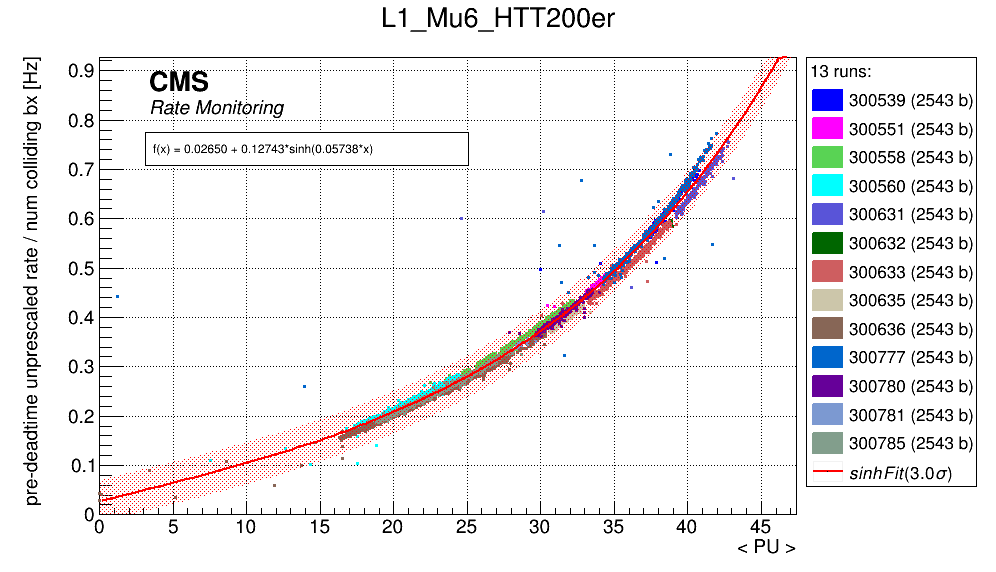 L1_Mu6_HTT200er
pre-deadtime unprescaled rate / num colliding bx [Hz]
CMS
Rate Monitoring
f(x) = 0.02650 + 0.12743*sinh(0.05738*x)
0.9
0.8
0.7
0.6
0.5
0.4
0.3
0.2
0.1
0
0 5 10 15 20 25 30 35 40 45
< PU >
13 runs:
300539 (2543 b)
300551 (2543 b)
300558 (2543 b)
300560 (2543 b)
300631 (2543 b)
300632 (2543 b)
300633 (2543 b)
300635 (2543 b)
300636 (2543 b)
300777 (2543 b)
300780 (2543 b)
300781 (2543 b)
300785 (2543 b)
sinhFit(3.0σ)